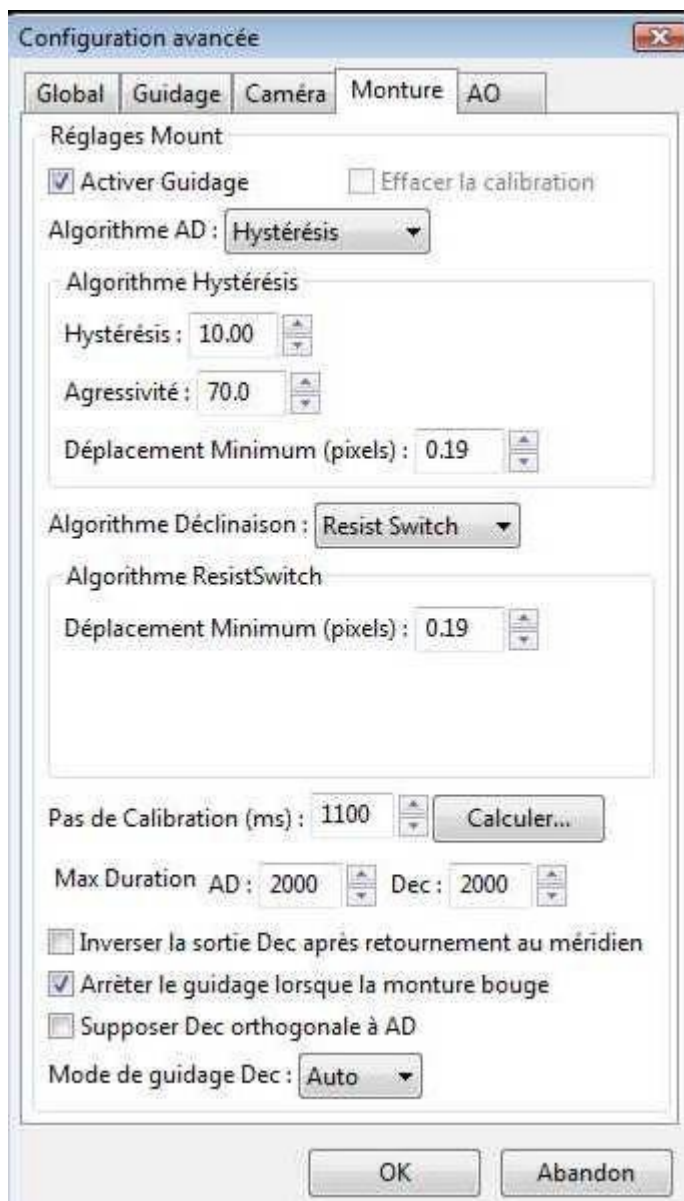 Configuration avancée
Global Guidage Caméra Monture AO
Réglages Mount
Activer Guidage Effacer la calibration
Algorithme AD : Hystérésis
Algorithme Hystérésis
Hystérésis : 10.00
Agressivité : 70.0
Déplacement Minimum (pixels) : 0.19
Algorithme Déclinaison : Resist Switch
Algorithme ResistSwitch
Déplacement Minimum (pixels) : 0.19
Pas de Calibration (ms) : 1100 Calculer...
Max Duration AD : 2000 Dec : 2000
Inverser la sortie Dec après retournement au méridien
Arrêter le guidage lorsque la monture bouge
Supposer Dec orthogonale à AD
Mode de guidage Dec : Auto
OK Abandon